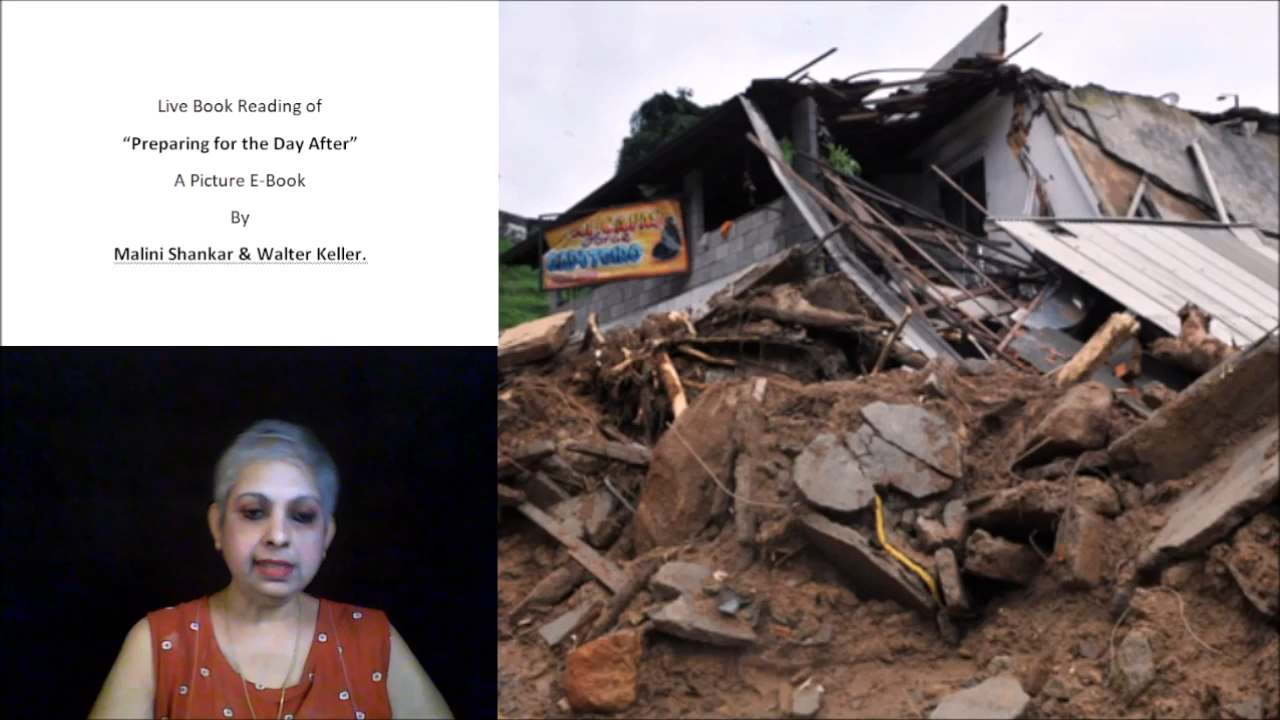 Live Book Reading of
“Preparing for the Day After”
A Picture E-Book
By
Malini Shankar & Walter Keller.